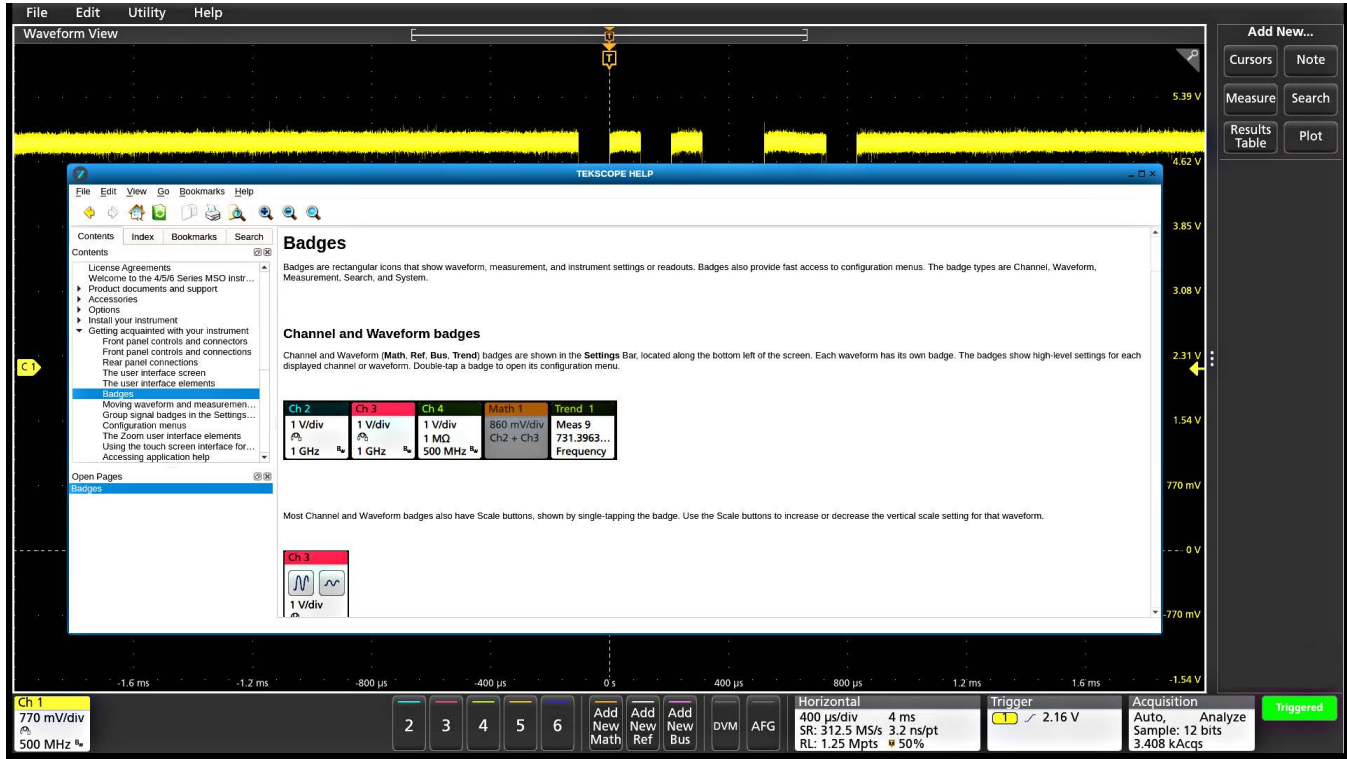 File Edit Utility Help
Waveform View
T
T
Add New...
Cursors Note
Measure Search
Results Table Plot
5.39 V
4.62 V
3.85 V
3.08 V
2.31 V
1.54 V
770 mV
0 V
-770 mV
-1.54 V
C 1
TEKSCOPE HELP
File Edit View Go Bookmarks Help
Contents Index Bookmarks Search
Contents
License Agreements
Welcome to the 4/5/6 Series MSO instr...
Product documents and support
Accessories
Options
Install your instrument
Getting acquainted with your instrument
Front panel controls and connectors
Front panel controls and connections
Rear panel connections
The user interface screen
The user interface elements
Badges
Moving waveform and measuremen...
Group signal badges in the Settings...
Configuration menus
The Zoom user interface elements
Using the touch screen interface for...
Accessing application help
Open Pages
Badges
Badges
Badges are rectangular icons that show waveform, measurement, and instrument settings or readouts. Badges also provide fast access to configuration menus. The badge types are Channel, Waveform,
Measurement, Search, and System.
Channel and Waveform badges
Channel and Waveform (Math, Ref, Bus, Trend) badges are shown in the Settings Bar, located along the bottom left of the screen. Each waveform has its own badge. The badges show high-level settings for each
displayed channel or waveform. Double-tap a badge to open its configuration menu.
Ch 2 Ch 3 Ch 4 Math 1 Trend 1
1 V/div 1 V/div 1 V/div 860 mV/div Meas 9
1 MΩ Ch2 + Ch3 731.3963...
1 GHz Bw 1 GHz Bw 500 MHz Bw Frequency
Most Channel and Waveform badges also have Scale buttons, shown by single-tapping the badge. Use the Scale buttons to increase or decrease the vertical scale setting for that waveform.
Ch 3
1 V/div
-1.6 ms -1.2 ms -800 µs -400 µs 0 s 400 µs 800 µs 1.2 ms 1.6 ms
Ch 1
770 mV/div
500 MHz Bw
2 3 4 5 6
Add New Math
Add New Ref
Add New Bus
DVM AFG
Horizontal
400 µs/div 4 ms
SR: 312.5 MS/s 3.2 ns/pt
RL: 1.25 Mpts 50%
Trigger
1 2.16 V
Acquisition
Auto, Analyze
Sample: 12 bits
3.408 kAcqs
Triggered